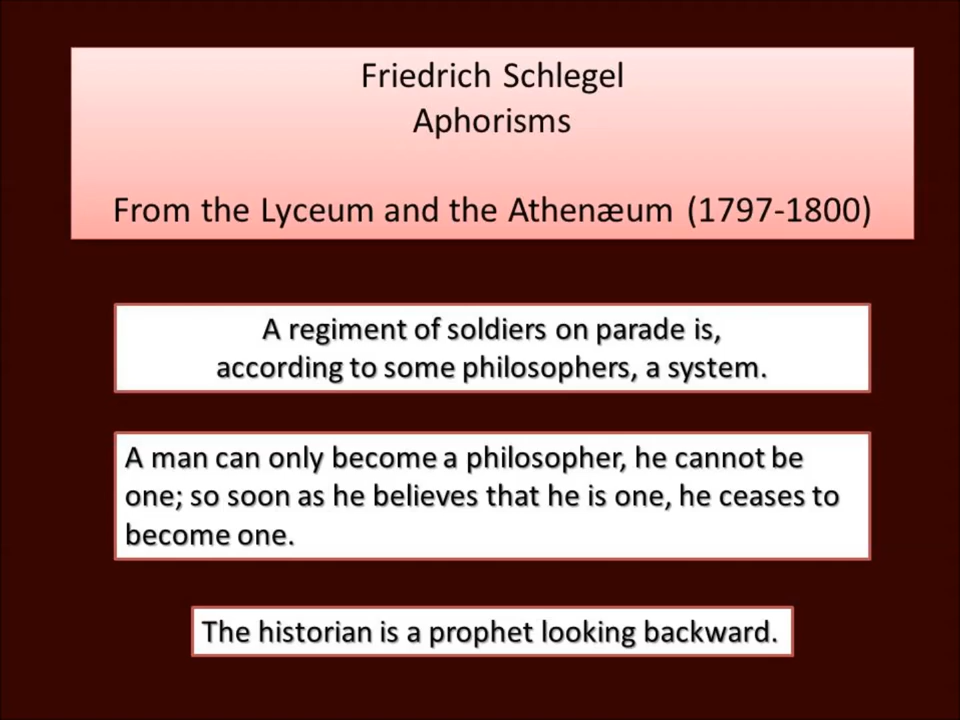 Friedrich Schlegel
Aphorisms
From the Lyceum and the Athenæum (1797-1800)
A regiment of soldiers on parade is,
according to some philosophers, a system.
A man can only become a philosopher, he cannot be
one; so soon as he believes that he is one, he ceases to
become one.
The historian is a prophet looking backward.